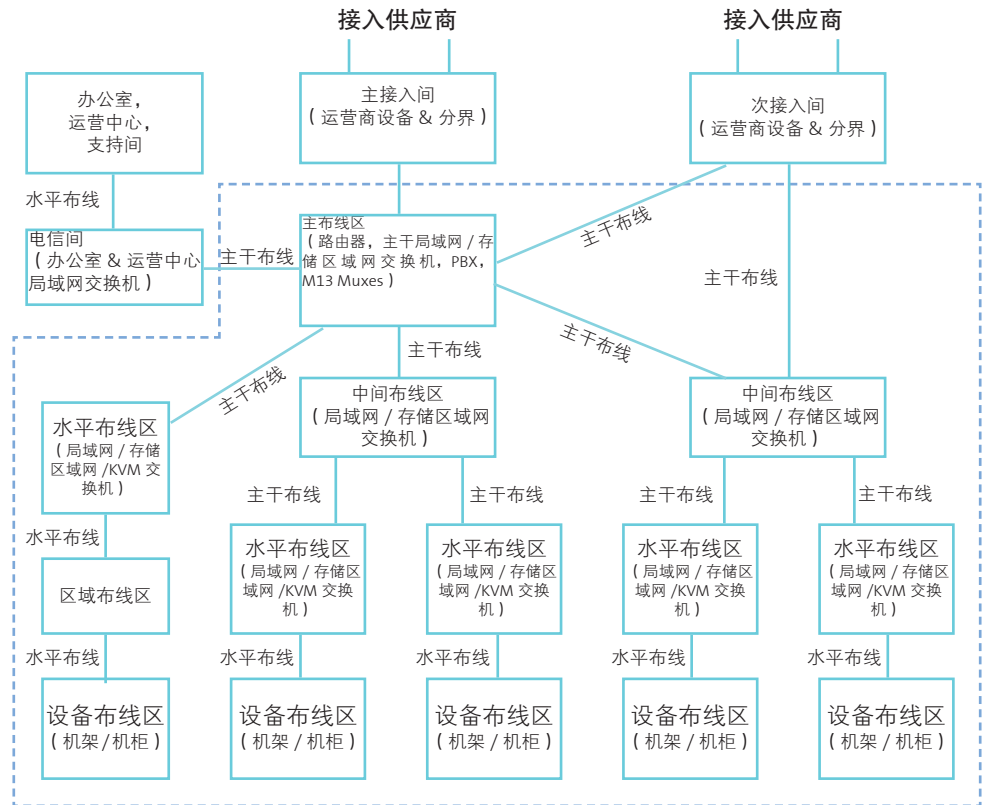 接入供应商
接入供应商
办公室，
运营中心，
支持间
主接入间
（运营商设备 & 分界）
次接入间
（运营商设备 & 分界）
水平布线
电信间
（办公室 & 运营中心
局域网交换机）
主干布线
主布线区
（路由器，主干局域网 / 存
储区域网交换机，PBX，
M13 Muxes）
主干布线
主干布线
主干布线
主干布线
主干布线
水平布线区
（局域网 / 存储
区域网 /KVM 交
换机）
中间布线区
（局域网 / 存储区域网
交换机）
中间布线区
（局域网 / 存储区域网
交换机）
主干布线
主干布线
主干布线
主干布线
水平布线
区域布线区
水平布线区
（局域网 / 存储区
域网 /KVM 交换
机）
水平布线区
（局域网 / 存储区
域网 /KVM 交换
机）
水平布线区
（局域网 / 存储区
域网 /KVM 交换
机）
水平布线区
（局域网 / 存储区
域网 /KVM 交换
机）
水平布线
水平布线
水平布线
水平布线
水平布线
设备布线区
（机架 / 机柜）
设备布线区
（机架 / 机柜）
设备布线区
（机架 / 机柜）
设备布线区
（机架 / 机柜）
设备布线区
（机架 / 机柜）